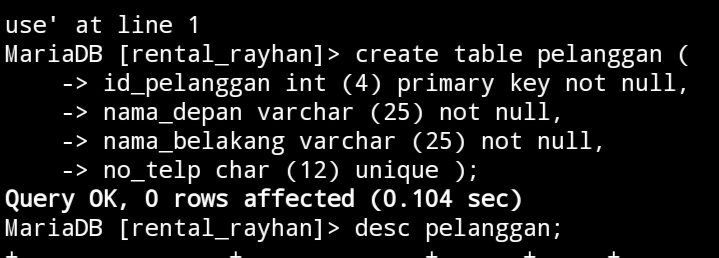 use' at line 1
MariaDB [rental_rayhan]> create table pelanggan (
    -> id_pelanggan int (4) primary key not null,
    -> nama_depan varchar (25) not null,
    -> nama_belakang varchar (25) not null,
    -> no_telp char (12) unique );
Query OK, 0 rows affected (0.104 sec)
MariaDB [rental_rayhan]> desc pelanggan;